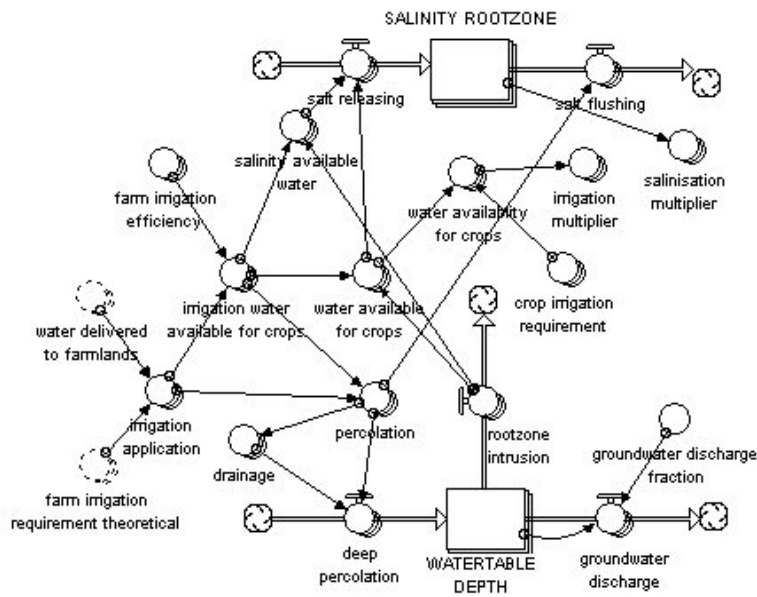 SALINITY ROOTZONE
salt releasing
salt flushing
salinity available
water
farm irrigation
efficiency
water availability
for crops
irrigation
multiplier
salinisation
multiplier
irrigation water
available for crops
water available
for crops
crop irrigation
requirement
water delivered
to farmlands
irrigation
application
percolation
rootzone
intrusion
groundwater discharge
fraction
drainage
farm irrigation
requirement theoretical
deep
percolation
WATERTABLE
DEPTH
groundwater
discharge